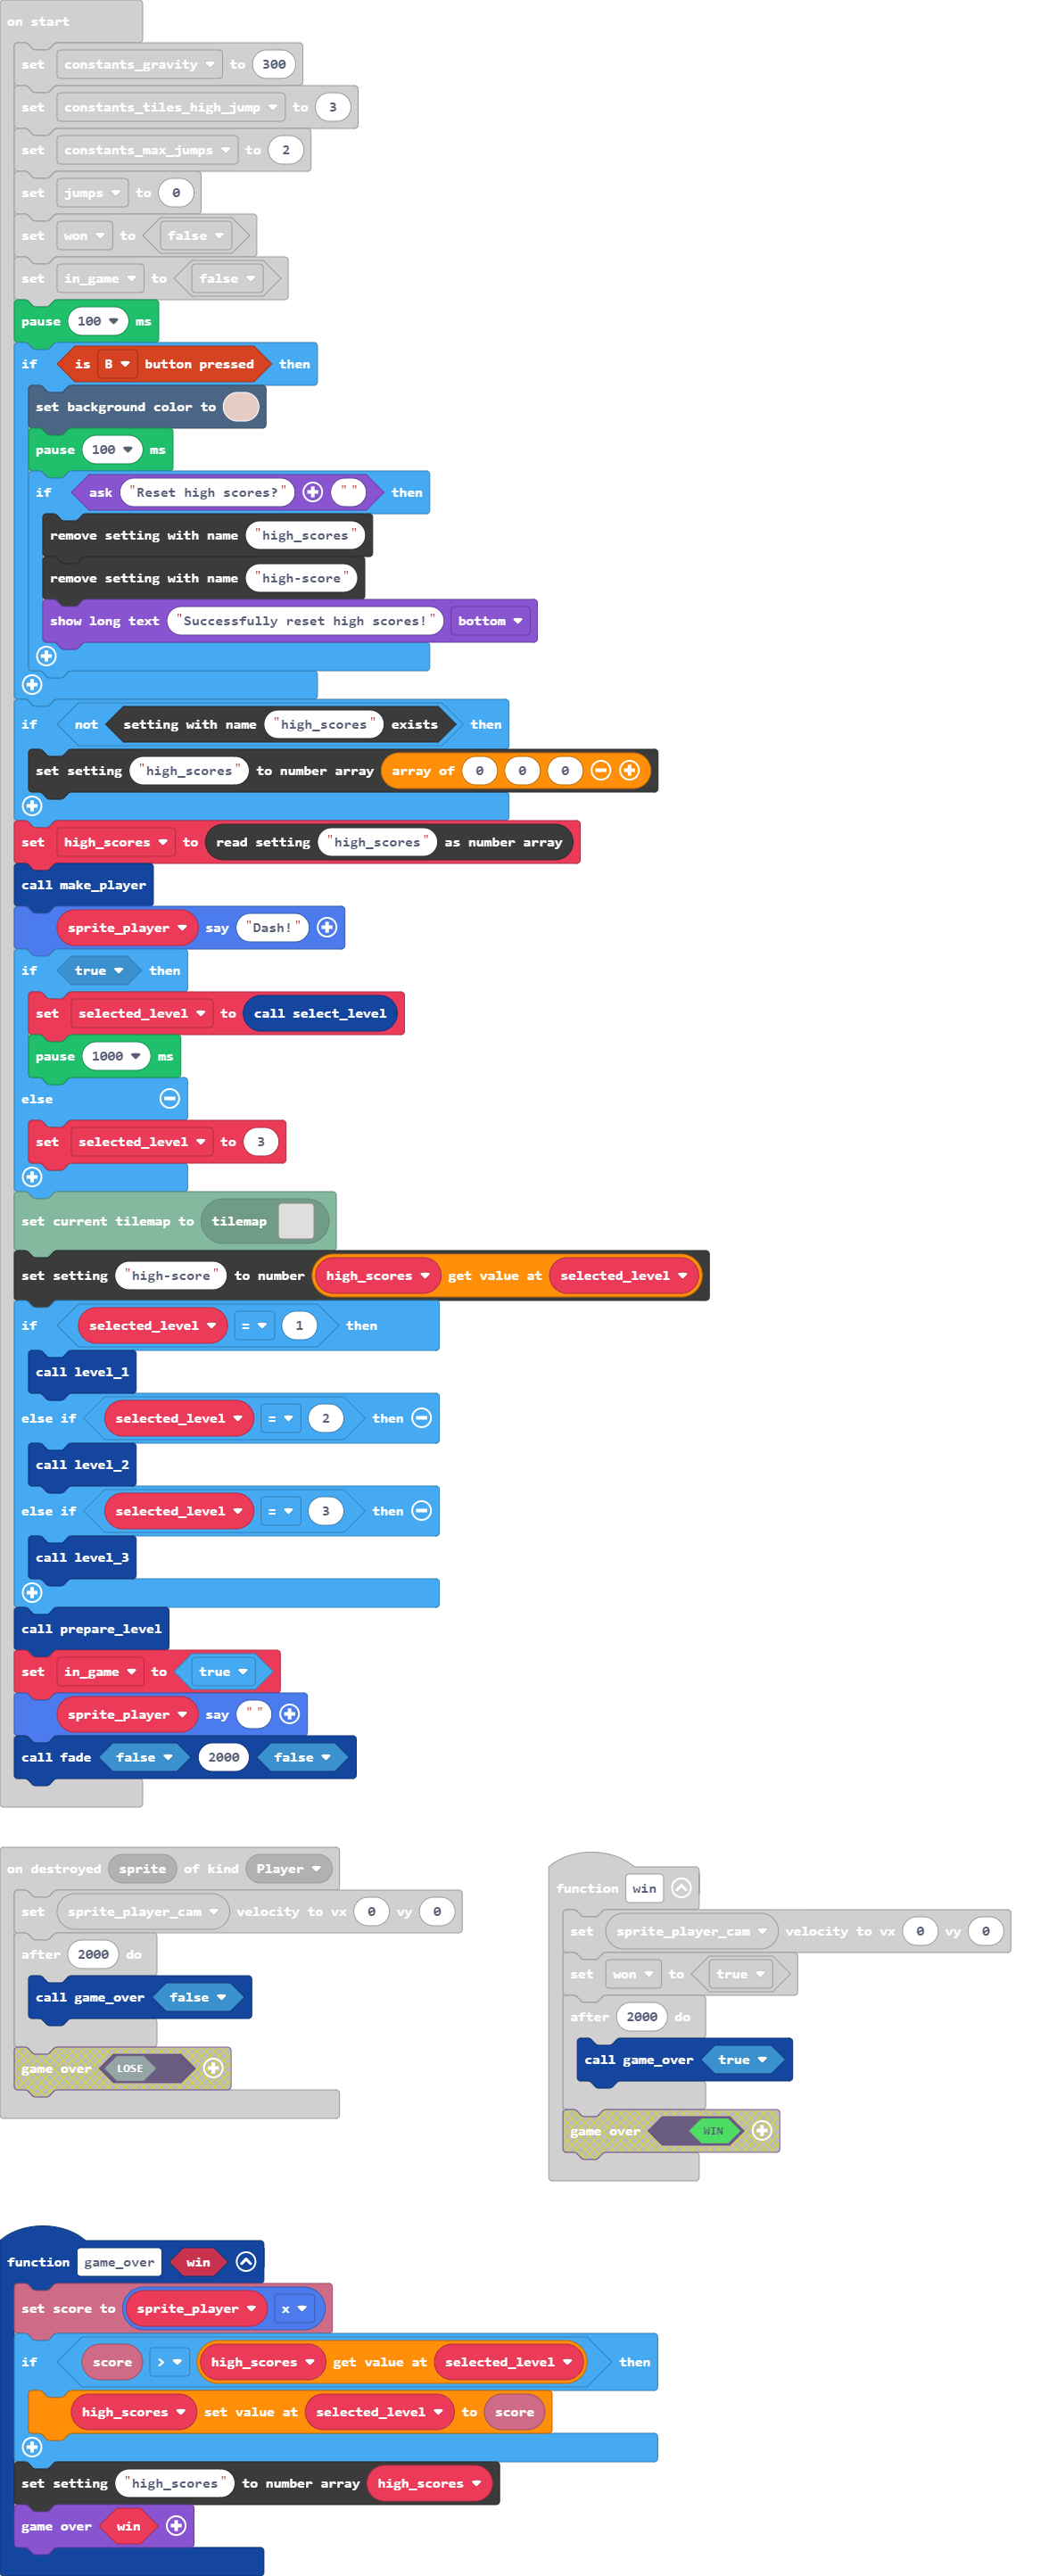 on start
set constants_gravity to 300
set constants_tiles_high_jump to 3
set constants_max_jumps to 2
set jumps to 0
set won to false
set in_game to false
pause 100 ms
if is B button pressed then
set background color to
pause 100 ms
if ask "Reset high scores?" " " then
remove setting with name "high_scores"
remove setting with name "high-score"
show long text "Successfully reset high scores!" bottom
if not setting with name "high_scores" exists then
set setting "high_scores" to number array array of 0 0 0
set high_scores to read setting "high_scores" as number array
call make_player
sprite_player say "Dash!"
if true then
set selected_level to call select_level
pause 1000 ms
else
set selected_level to 3
set current tilemap to tilemap
set setting "high-score" to number high_scores get value at selected_level
if selected_level = 1 then
call level_1
else if selected_level = 2 then
call level_2
else if selected_level = 3 then
call level_3
call prepare_level
set in_game to true
sprite_player say " "
call fade false 2000 false
on destroyed sprite of kind Player
set sprite_player_cam velocity to vx 0 vy 0
after 2000 do
call game_over false
game over LOSE
function win
set sprite_player_cam velocity to vx 0 vy 0
set won to true
after 2000 do
call game_over true
game over WIN
function game_over win
set score to sprite_player x
if score > high_scores get value at selected_level then
high_scores set value at selected_level to score
set setting "high_scores" to number array high_scores
game over win